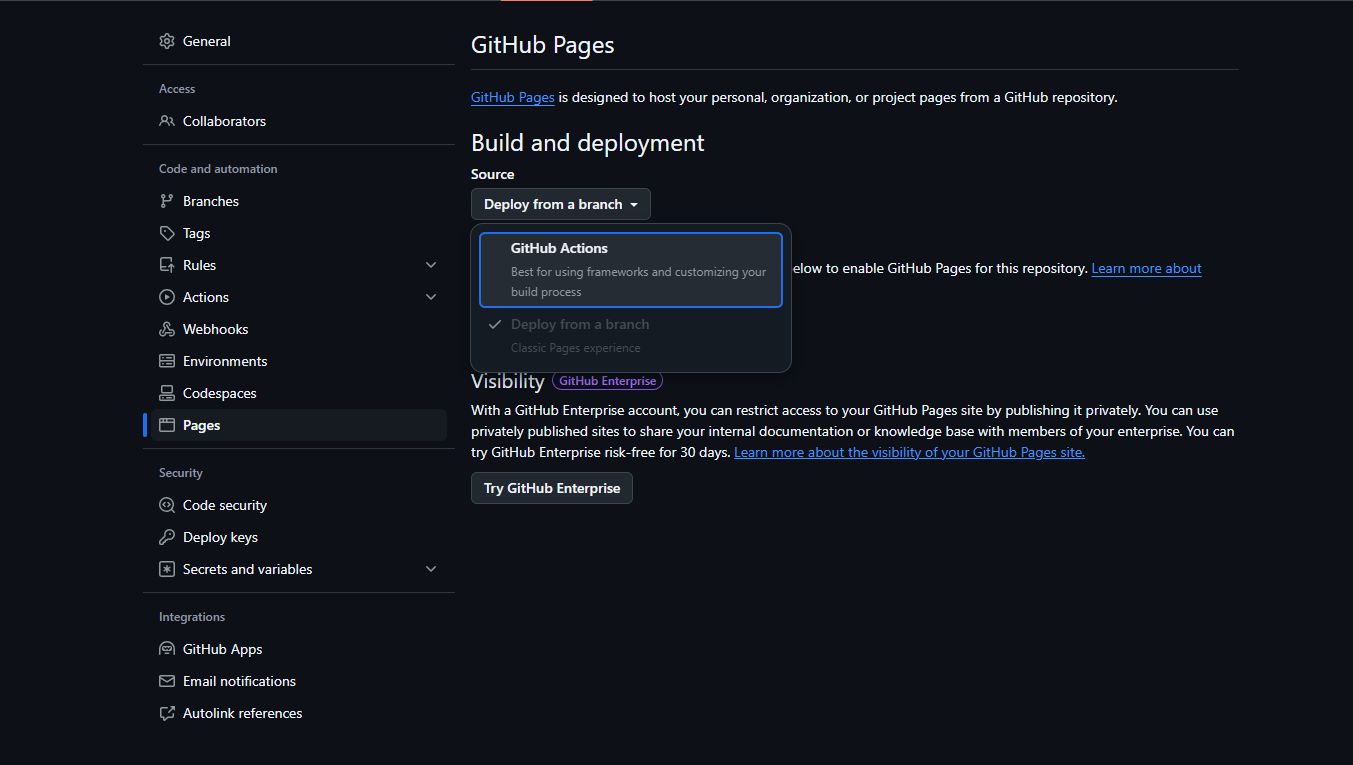 General
Access
Collaborators
Code and automation
Branches
Tags
Rules
Actions
Webhooks
Environments
Codespaces
Pages
Security
Code security
Deploy keys
Secrets and variables
Integrations
GitHub Apps
Email notifications
Autolink references
GitHub Pages
GitHub Pages is designed to host your personal, organization, or project pages from a GitHub repository.
Build and deployment
Source
Deploy from a branch
GitHub Actions
Best for using frameworks and customizing your
build process
Deploy from a branch
Classic Pages experience
elow to enable GitHub Pages for this repository. Learn more about
Visibility GitHub Enterprise
With a GitHub Enterprise account, you can restrict access to your GitHub Pages site by publishing it privately. You can use
privately published sites to share your internal documentation or knowledge base with members of your enterprise. You can
try GitHub Enterprise risk-free for 30 days. Learn more about the visibility of your GitHub Pages site.
Try GitHub Enterprise